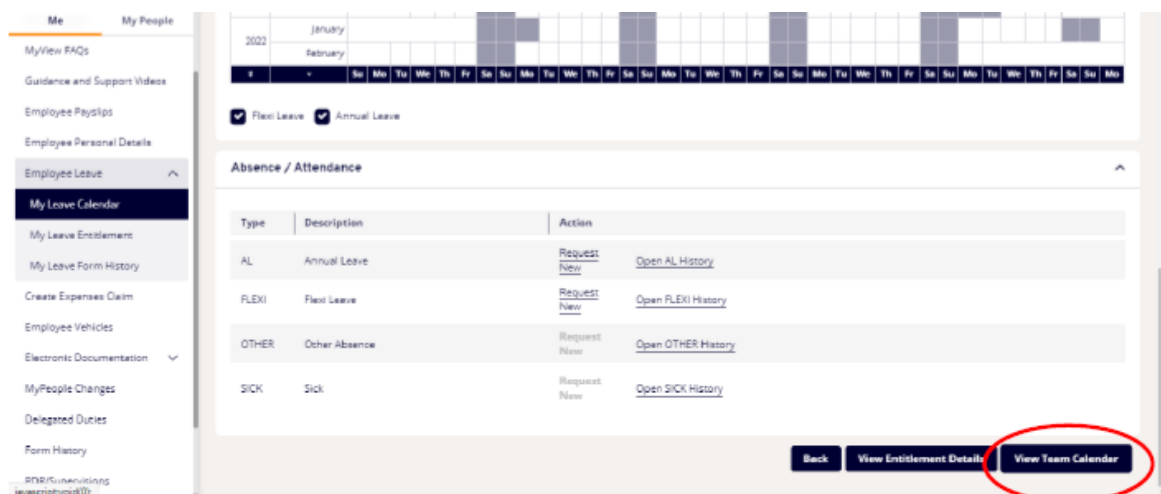 Me My People
MyView FAQs
Guidance and Support Videos
Employee Payslips
Employee Personal Details
Employee Leave
My Leave Calendar
My Leave Entitlement
My Leave Form History
Create Expenses Claim
Employee Vehicles
Electronic Documentation
MyPeople Changes
Delegated Duties
Form History
PDR/Supervisions
javascript:void(0);
January
2022
February
Su Mo Tu We Th Fr Sa Su Mo Tu We Th Fr Sa Su Mo Tu We Th Fr Sa Su Mo Tu We Th Fr Sa Su Mo Tu We Th Fr Sa Su Mo
Flexi Leave Annual Leave
Absence / Attendance
Type Description Action
AL Annual Leave Request New Open AL History
FLEXI Flexi Leave Request New Open FLEXI History
OTHER Other Absence Request New Open OTHER History
SICK Sick Request New Open SICK History
Back View Entitlement Details View Team Calendar